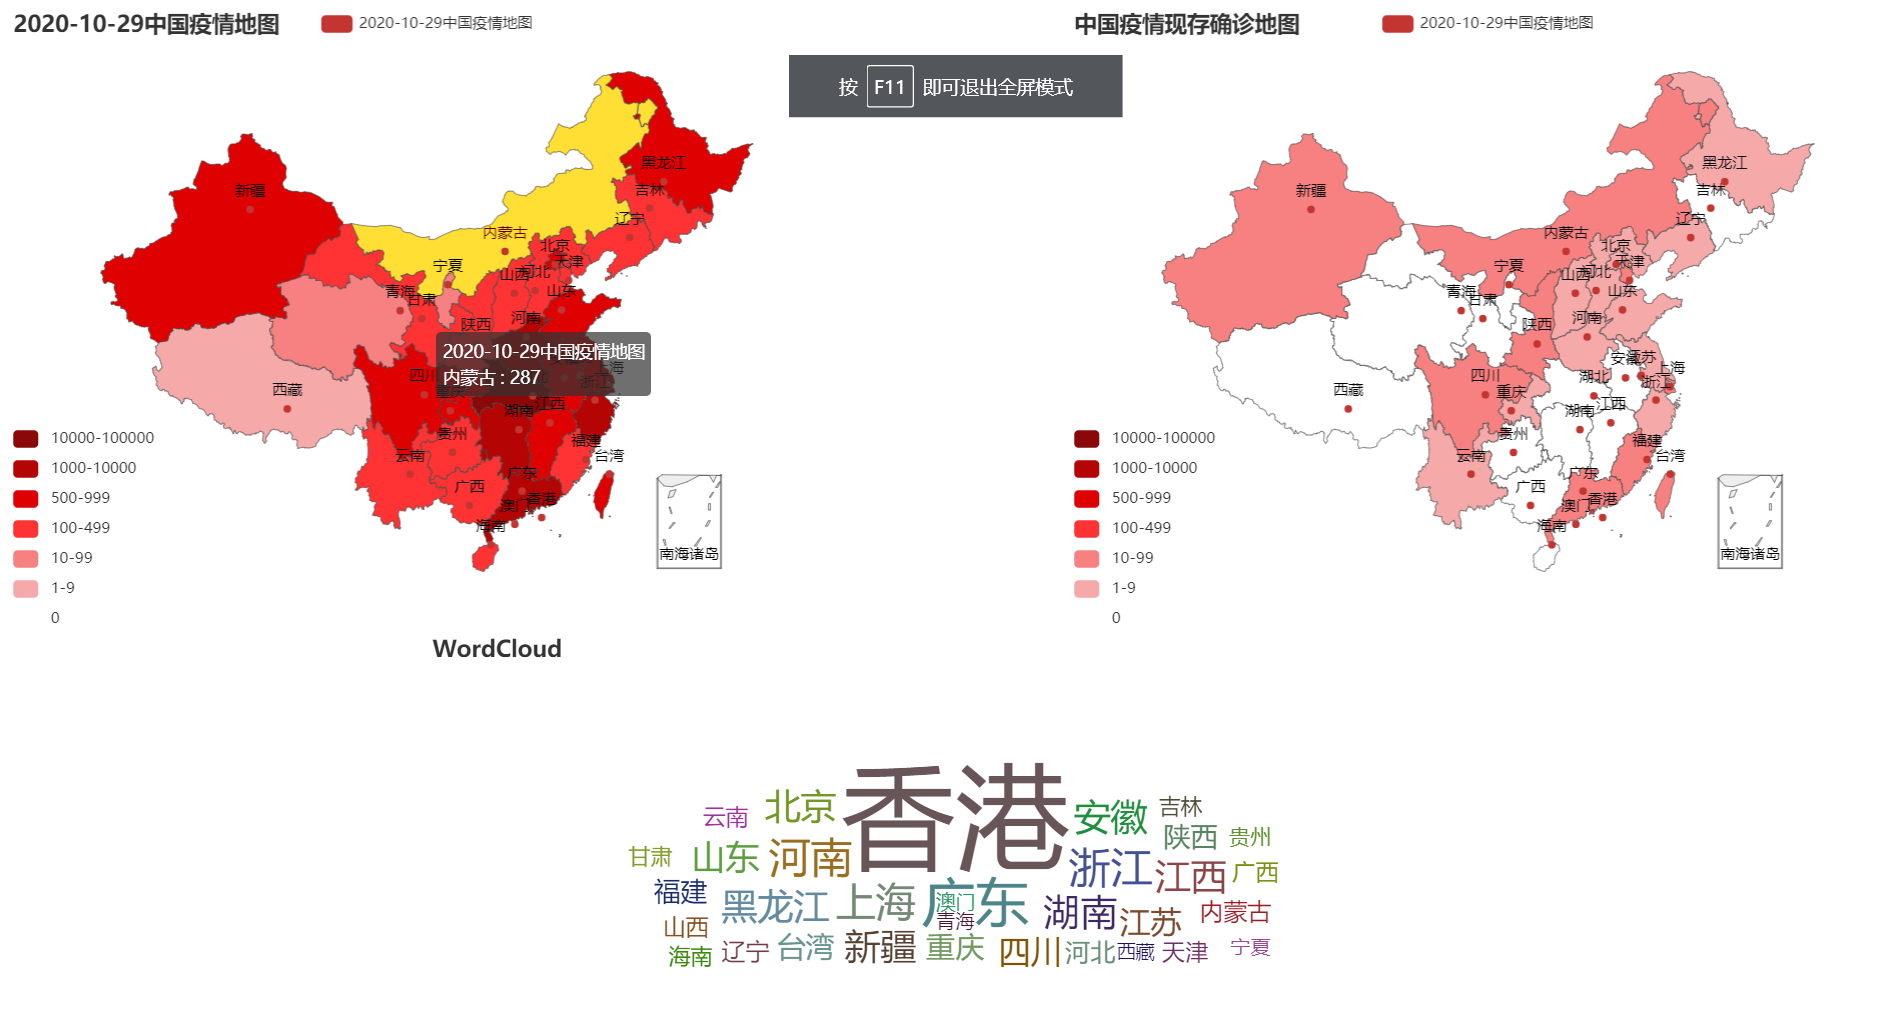 2020-10-29中国疫情地图
2020-10-29中国疫情地图
中国疫情现存确诊地图
2020-10-29中国疫情地图
按 F11 即可退出全屏模式
黑龙江
新疆
吉林
辽宁
内蒙古
北京
宁夏
天津
山西
河北
青海
甘肃
山东
河南
陕西
2020-10-29中国疫情地图
内蒙古 : 287
上海
四川
浙江
西藏
重庆
江西
湖南
贵州
福建
云南
台湾
广东
广西
香港
澳门
海南
南海诸岛
10000-100000
1000-10000
500-999
100-499
10-99
1-9
0
黑龙江
新疆
吉林
辽宁
内蒙古
北京
天津
宁夏
山西
河北
青海
甘肃
山东
河南
陕西
安徽
江苏
上海
四川
湖北
浙江
西藏
重庆
江西
湖南
贵州
福建
云南
台湾
广东
广西
香港
澳门
海南
南海诸岛
10000-100000
1000-10000
500-999
100-499
10-99
1-9
0
WordCloud
香港
云南
北京
安徽
吉林
陕西
贵州
甘肃
山东
河南
浙江
江西
广西
福建
黑龙江
上海
广东
澳门
青海
湖南
江苏
内蒙古
山西
海南
辽宁
台湾
新疆
重庆
四川
河北
西藏
天津
宁夏